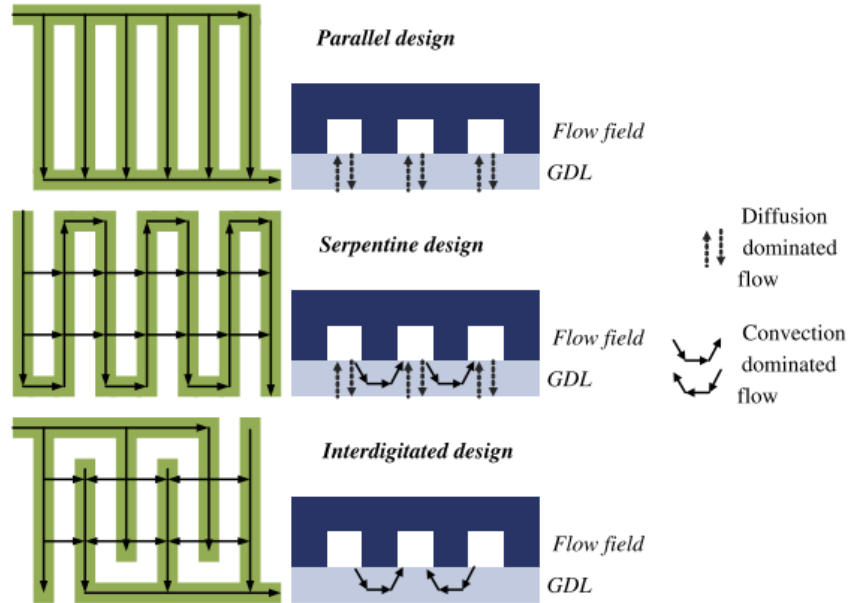 Parallel design
Flow field
GDL
Serpentine design
Diffusion
dominated
flow
Flow field
GDL
Convection
dominated
flow
Interdigitated design
Flow field
GDL